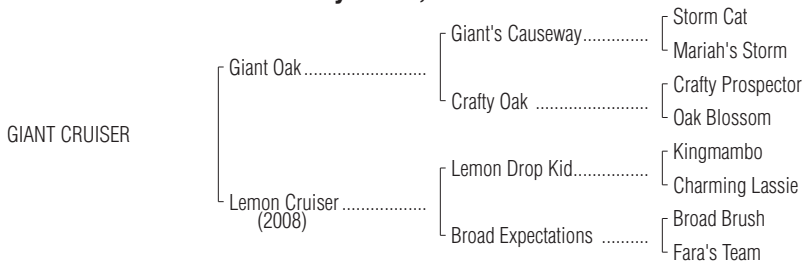 Storm Cat
Giant's Causeway..............
Mariah's Storm
Giant Oak..........................
Crafty Prospector
Crafty Oak ........................
Oak Blossom
GIANT CRUISER
Kingmambo
Lemon Drop Kid................
Charming Lassie
Lemon Cruiser ..................
(2008)
Broad Brush
Broad Expectations ..........
Fara's Team